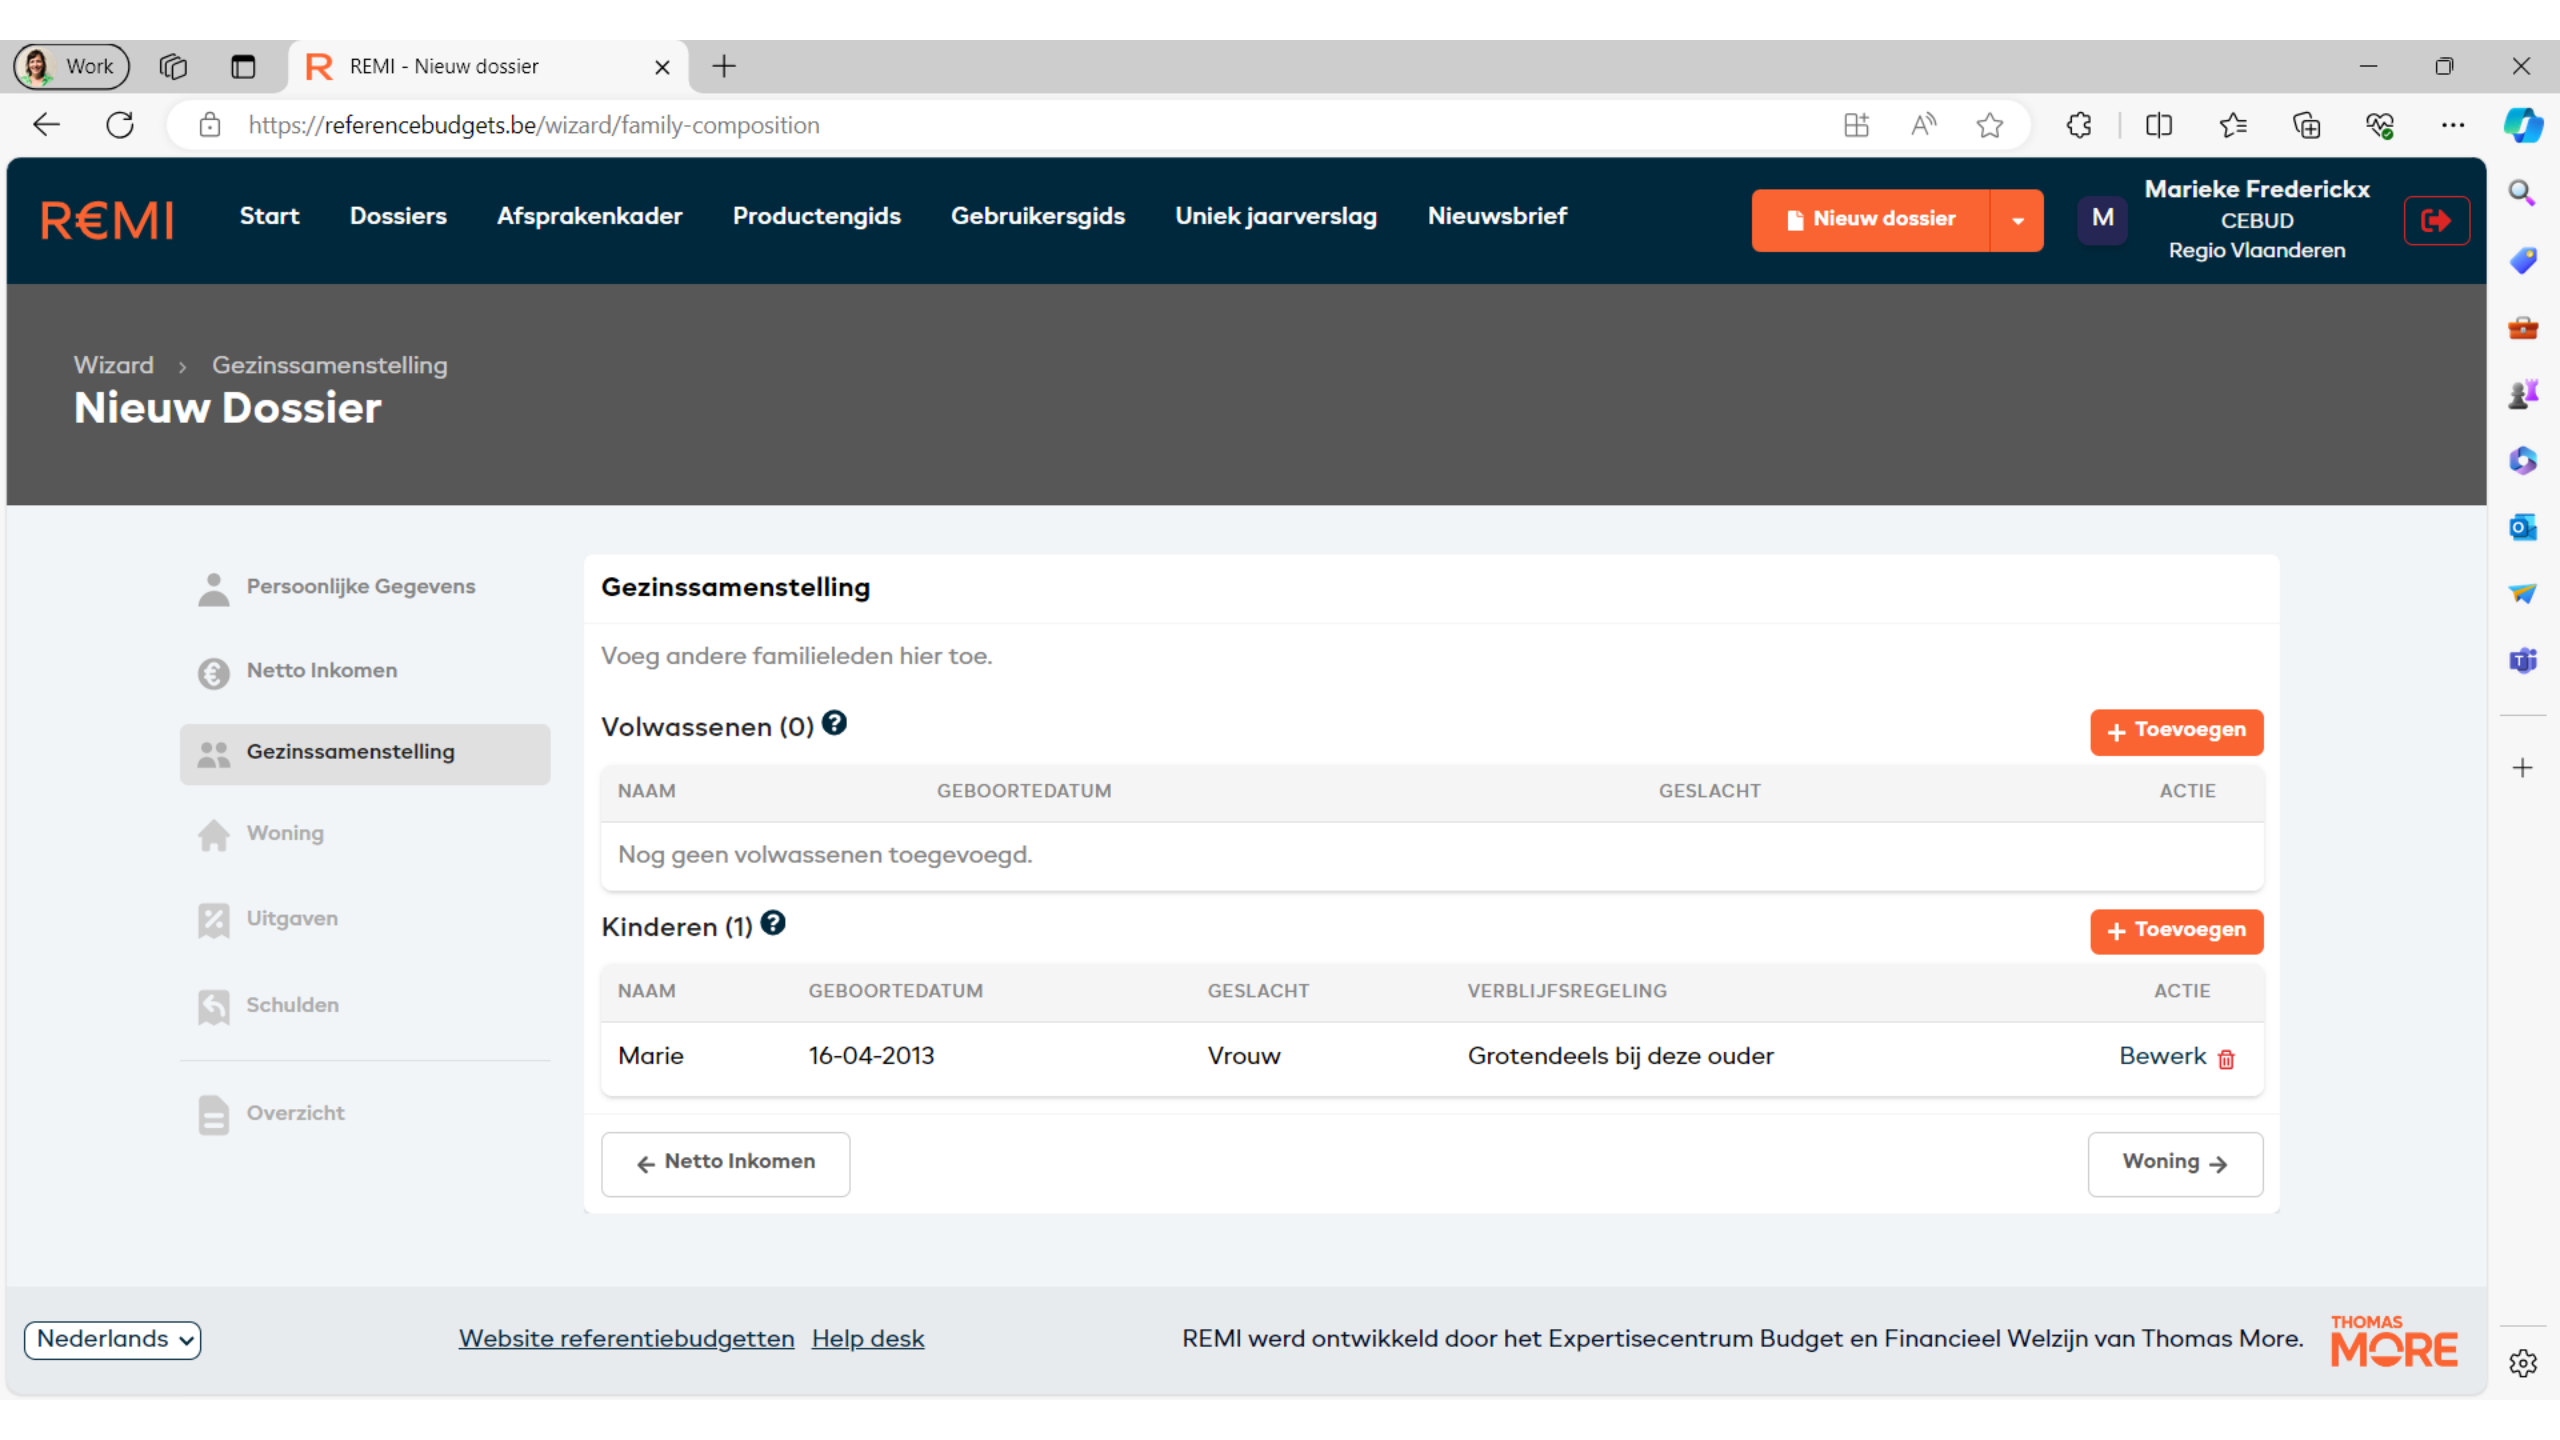 Work
REMI - Nieuw dossier
https://referencebudgets.be/wizard/family-composition
R€MI
Start
Dossiers
Afsprakenkader
Productengids
Gebruikersgids
Uniek jaarverslag
Nieuwsbrief
Nieuw dossier
M
Marieke Frederickx
CEBUD
Regio Vlaanderen
Wizard > Gezinssamenstelling
Nieuw Dossier
Persoonlijke Gegevens
Netto Inkomen
Gezinssamenstelling
Woning
Uitgaven
Schulden
Overzicht
Gezinssamenstelling
Voeg andere familieleden hier toe.
Volwassenen (0) ?
+ Toevoegen
NAAM GEBOORTEDATUM GESLACHT ACTIE
Nog geen volwassenen toegevoegd.
Kinderen (1) ?
+ Toevoegen
NAAM GEBOORTEDATUM GESLACHT VERBLIJFSREGELING ACTIE
Marie 16-04-2013 Vrouw Grotendeels bij deze ouder Bewerk
← Netto Inkomen
Woning →
Nederlands
Website referentiebudgetten
Help desk
REMI werd ontwikkeld door het Expertisecentrum Budget en Financieel Welzijn van Thomas More.
THOMAS
MORE